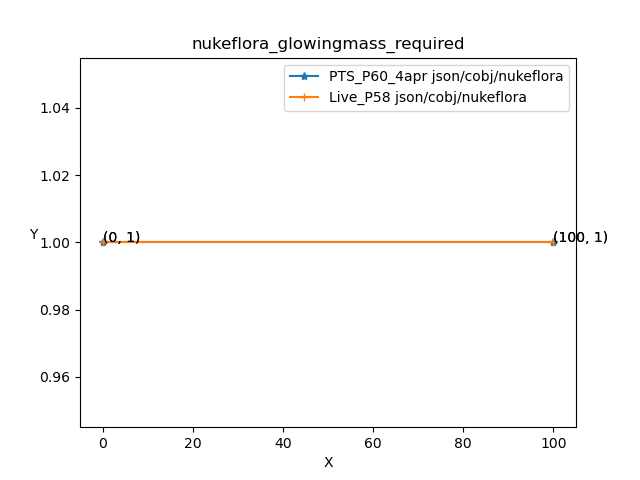 nukeflora_glowingmass_required
PTS_P60_4apr json/cobj/nukeflora
Live_P58 json/cobj/nukeflora
1.04
1.02
Y
1.00
(0, 1)
(100, 1)
0.98
0.96
0
20
40
60
80
100
X